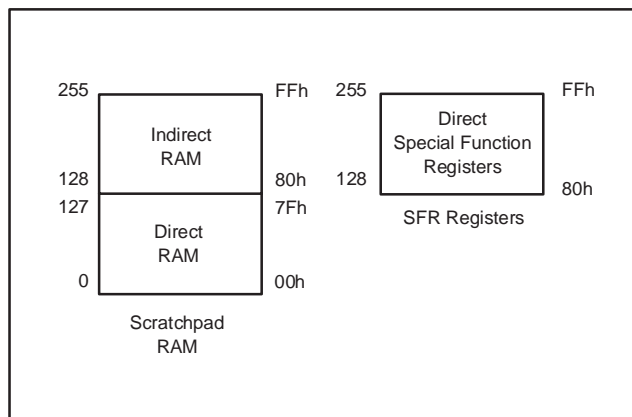 255
FFh
Indirect
RAM
128
80h
127
7Fh
Direct
RAM
0
00h
Scratchpad
RAM
255
FFh
Direct
Special Function
Registers
128
80h
SFR Registers